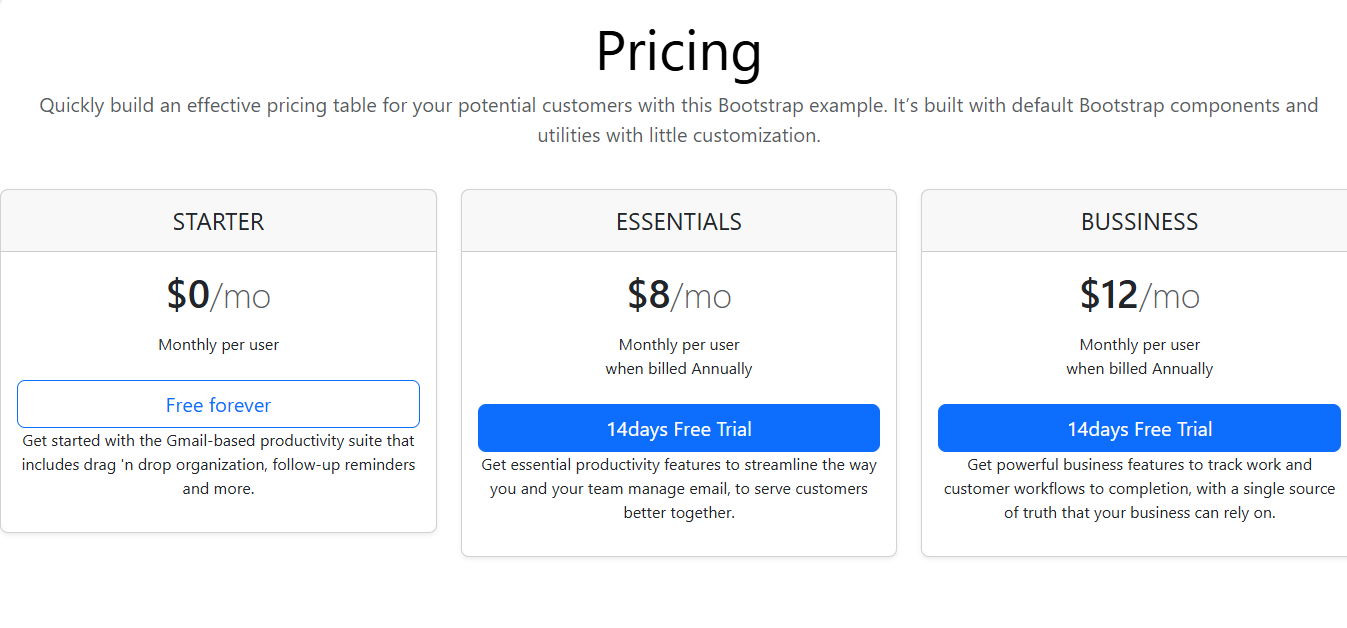 Pricing
Quickly build an effective pricing table for your potential customers with this Bootstrap example. It’s built with default Bootstrap components and
utilities with little customization.
STARTER
$0/mo
Monthly per user
Free forever
Get started with the Gmail-based productivity suite that
includes drag 'n drop organization, follow-up reminders
and more.
ESSENTIALS
$8/mo
Monthly per user
when billed Annually
14days Free Trial
Get essential productivity features to streamline the way
you and your team manage email, to serve customers
better together.
BUSSINESS
$12/mo
Monthly per user
when billed Annually
14days Free Trial
Get powerful business features to track work and
customer workflows to completion, with a single source
of truth that your business can rely on.